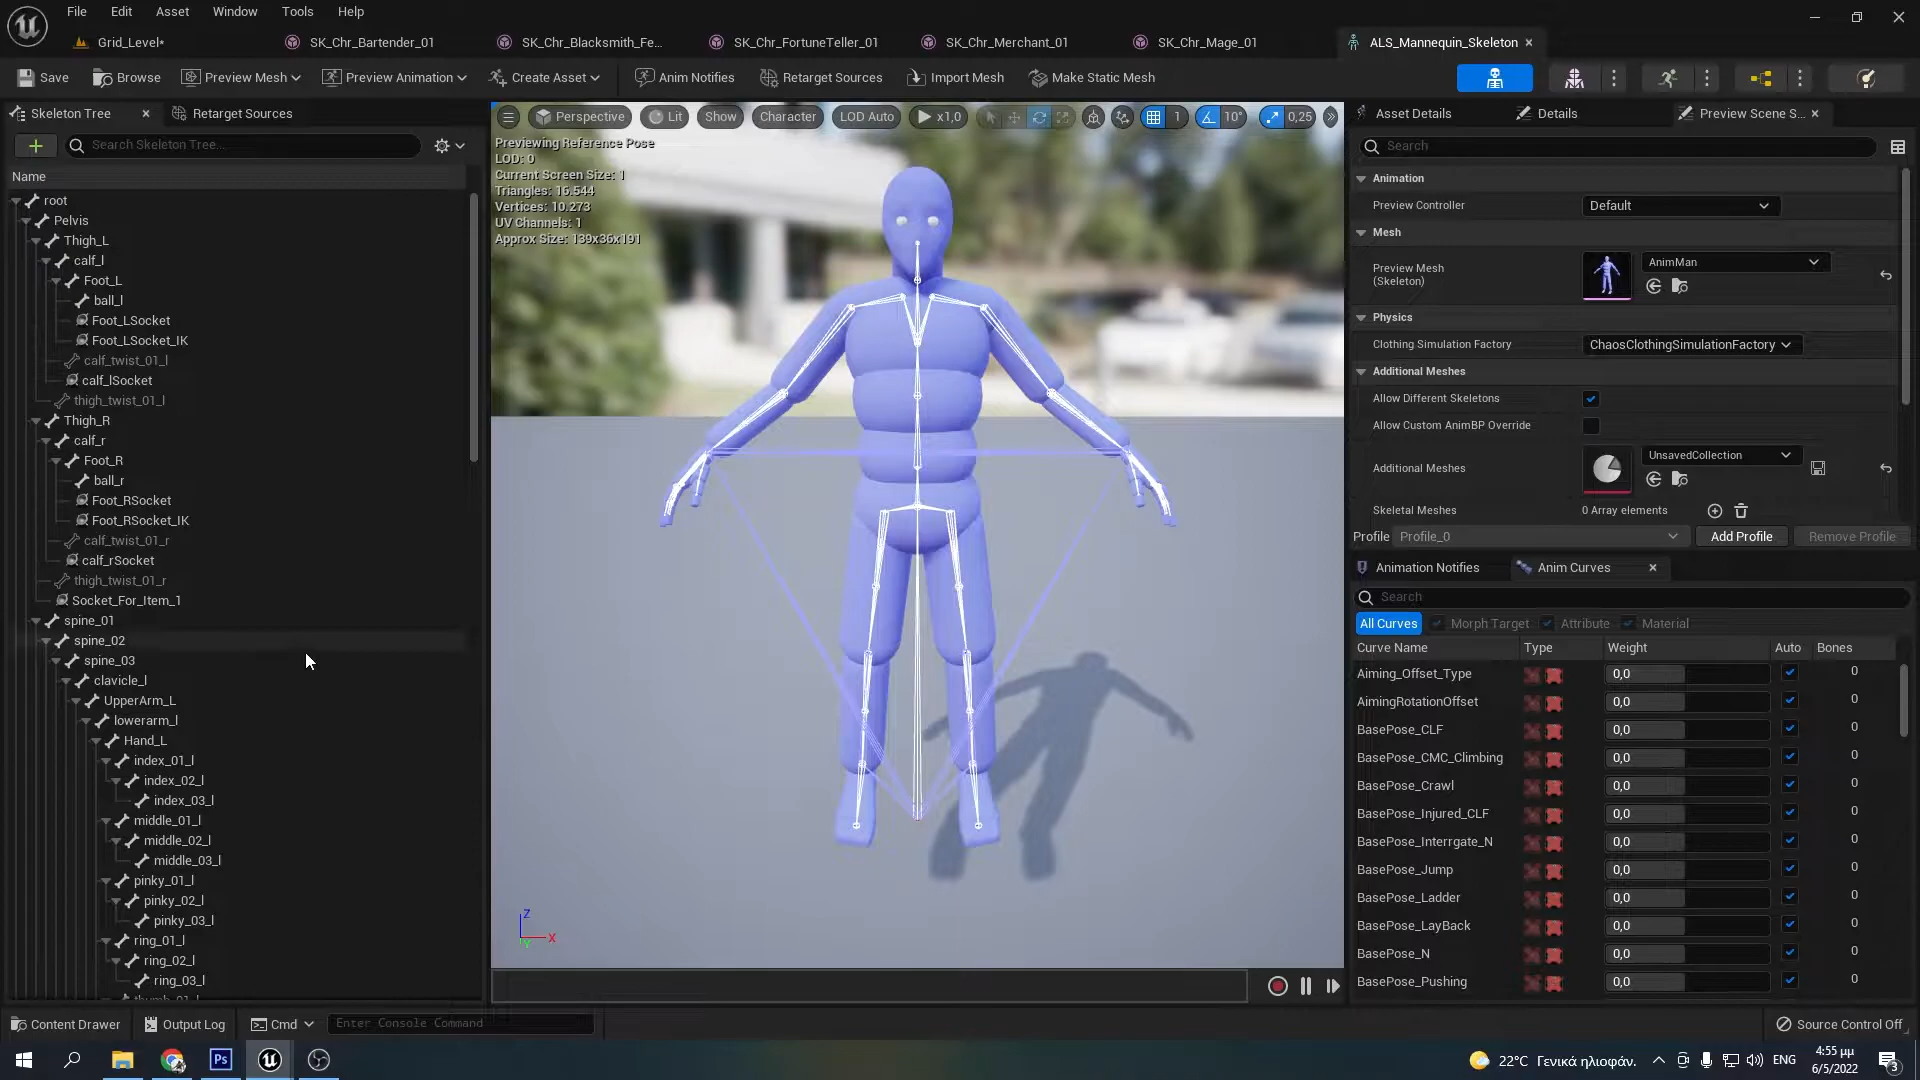 File Edit Asset Window Tools Help
Grid_Level* SK_Chr_Bartender_01 SK_Chr_Blacksmith_Fe... SK_Chr_FortuneTeller_01 SK_Chr_Merchant_01 SK_Chr_Mage_01 ALS_Mannequin_Skeleton
Save Browse Preview Mesh Preview Animation Create Asset Anim Notifies Retarget Sources Import Mesh Make Static Mesh
Skeleton Tree Retarget Sources
Search Skeleton Tree...
Name
root
Pelvis
Thigh_L
calf_l
Foot_L
ball_l
Foot_LSocket
Foot_LSocket_IK
calf_twist_01_l
calf_lSocket
thigh_twist_01_l
Thigh_R
calf_r
Foot_R
ball_r
Foot_RSocket
Foot_RSocket_IK
calf_twist_01_r
calf_rSocket
thigh_twist_01_r
Socket_For_Item_1
spine_01
spine_02
spine_03
clavicle_l
UpperArm_L
lowerarm_l
Hand_L
index_01_l
index_02_l
index_03_l
middle_01_l
middle_02_l
middle_03_l
pinky_01_l
pinky_02_l
pinky_03_l
ring_01_l
ring_02_l
ring_03_l
thumb_01_l
Perspective Lit Show Character LOD Auto x1,0 1 10° 0,25
Previewing Reference Pose
LOD: 0
Current Screen Size: 1
Triangles: 16.544
Vertices: 10.273
UV Channels: 1
Approx Size: 139x36x191
Z
X
Y
Asset Details Details Preview Scene S...
Search
Animation
Preview Controller Default
Mesh
Preview Mesh
(Skeleton)
AnimMan
Physics
Clothing Simulation Factory ChaosClothingSimulationFactory
Additional Meshes
Allow Different Skeletons
Allow Custom AnimBP Override
Additional Meshes UnsavedCollection
Skeletal Meshes 0 Array elements
Profile Profile_0 Add Profile Remove Profile
Animation Notifies Anim Curves
Search
All Curves Morph Target Attribute Material
Curve Name Type Weight Auto Bones
Aiming_Offset_Type 0,0 0
AimingRotationOffset 0,0 0
BasePose_CLF 0,0 0
BasePose_CMC_Climbing 0,0 0
BasePose_Crawl 0,0 0
BasePose_Injured_CLF 0,0 0
BasePose_Interrgate_N 0,0 0
BasePose_Jump 0,0 0
BasePose_Ladder 0,0 0
BasePose_LayBack 0,0 0
BasePose_N 0,0 0
BasePose_Pushing 0,0 0
Content Drawer Output Log Cmd Enter Console Command Source Control Off
Ps 22°C Γενικά ηλιοφάν. ENG 4:55 μμ
6/5/2022
3